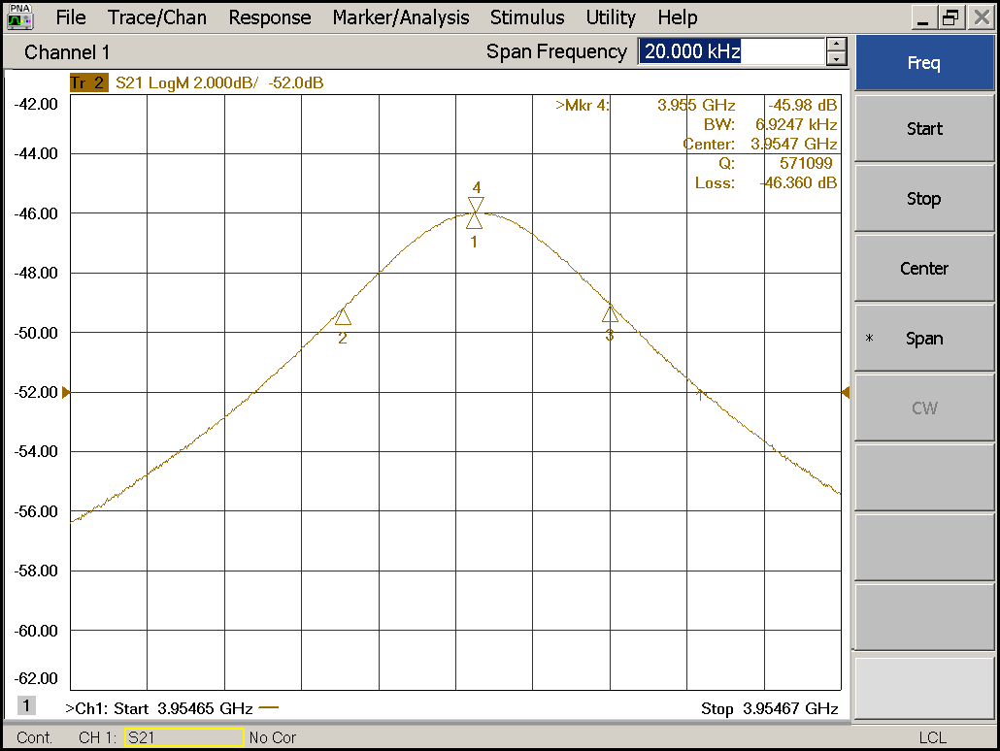 PNA File Trace/Chan Response Marker/Analysis Stimulus Utility Help
Channel 1 Span Frequency 20.000 kHz
Freq
Start
Stop
Center
* Span
CW
Tr 2 S21 LogM 2.000dB/ -52.0dB
-42.00
-44.00
-46.00
-48.00
-50.00
-52.00
-54.00
-56.00
-58.00
-60.00
-62.00
>Mkr 4: 3.955 GHz -45.98 dB
BW: 6.9247 kHz
Center: 3.9547 GHz
Q: 571099
Loss: -46.360 dB
4
1
2
3
1 >Ch1: Start 3.95465 GHz Stop 3.95467 GHz
Cont. CH 1: S21 No Cor LCL